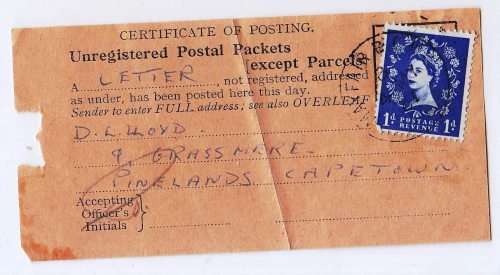 CERTIFICATE OF POSTING.
Unregistered Postal Packets
(except Parcels
A LETTER, not registered, addressed
as under, has been posted here this day.
Sender to enter FULL address; see also OVERLEAF
D. LLOYD.
9, GRASSMERE.
PINELANDS CAPETOWN
Accepting
Officer's
Initials
1d POSTAGE REVENUE 1d